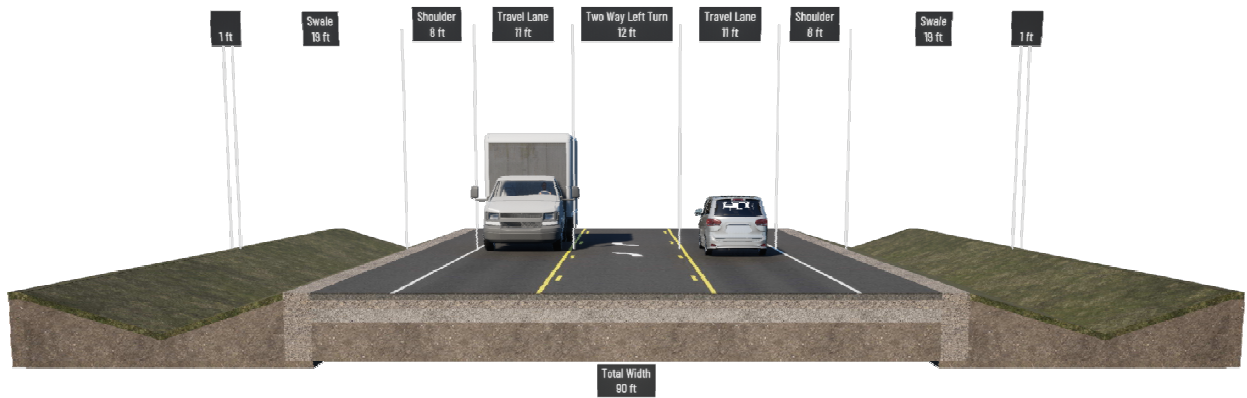 1 ft
Swale
19 ft
Shoulder
8 ft
Travel Lane
11 ft
Two Way Left Turn
12 ft
Travel Lane
11 ft
Shoulder
8 ft
Swale
19 ft
1 ft
Total Width
90 ft